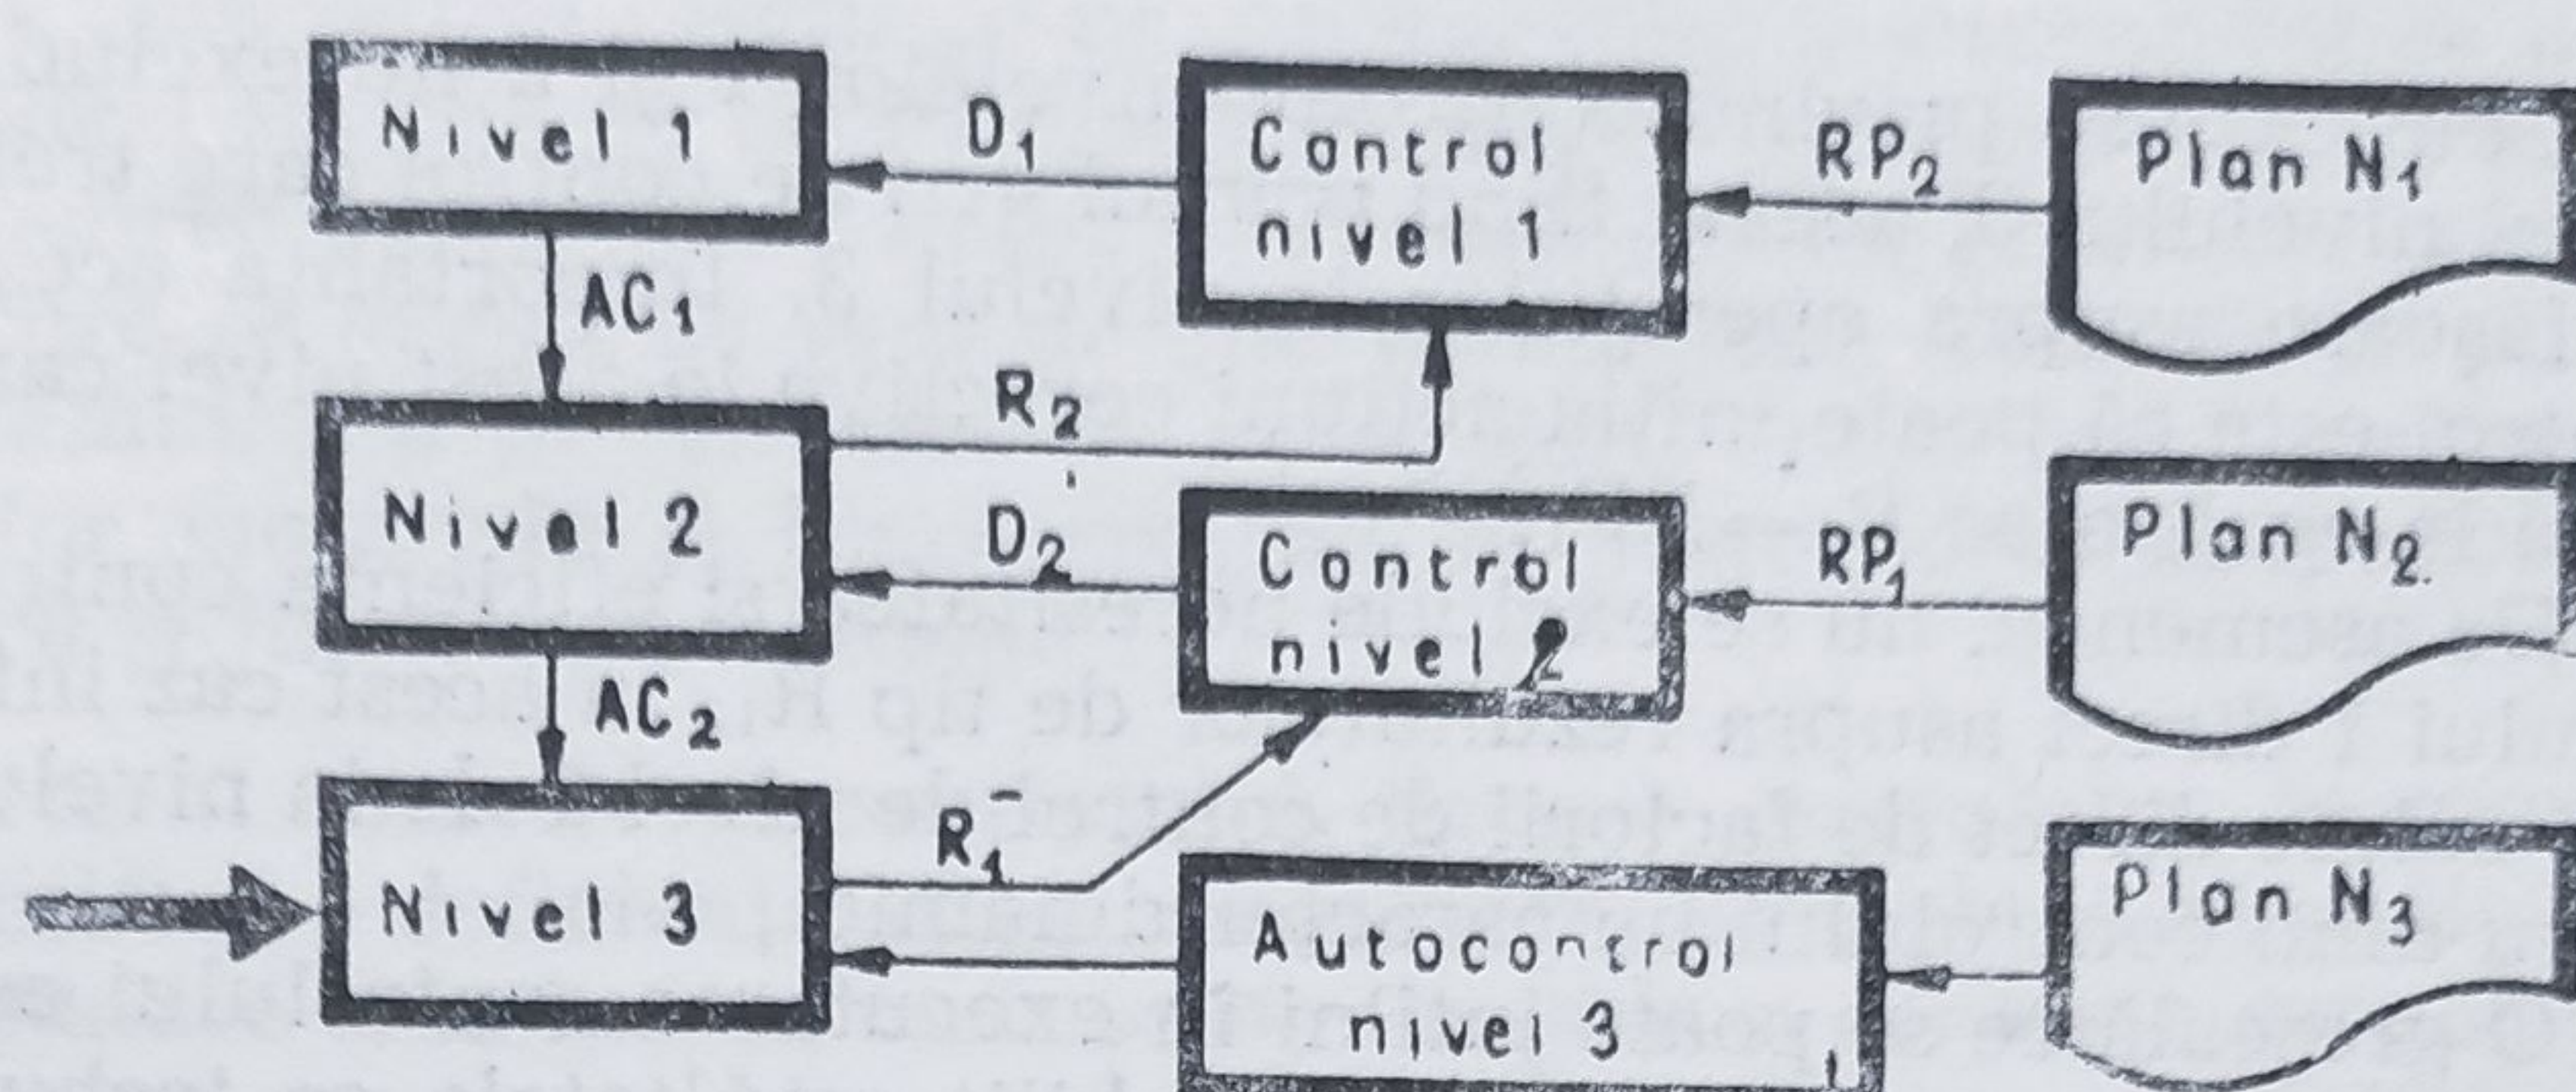 Nivel 1
D₁
Control
nivel 1
RP₂
Plan N₁
AC₁
R₂
Nivel 2
D₂
Control
nivel 2
RP₁
Plan N₂
AC₂
R₁
Nivel 3
Autocontrol
nivel 3
Plan N₃